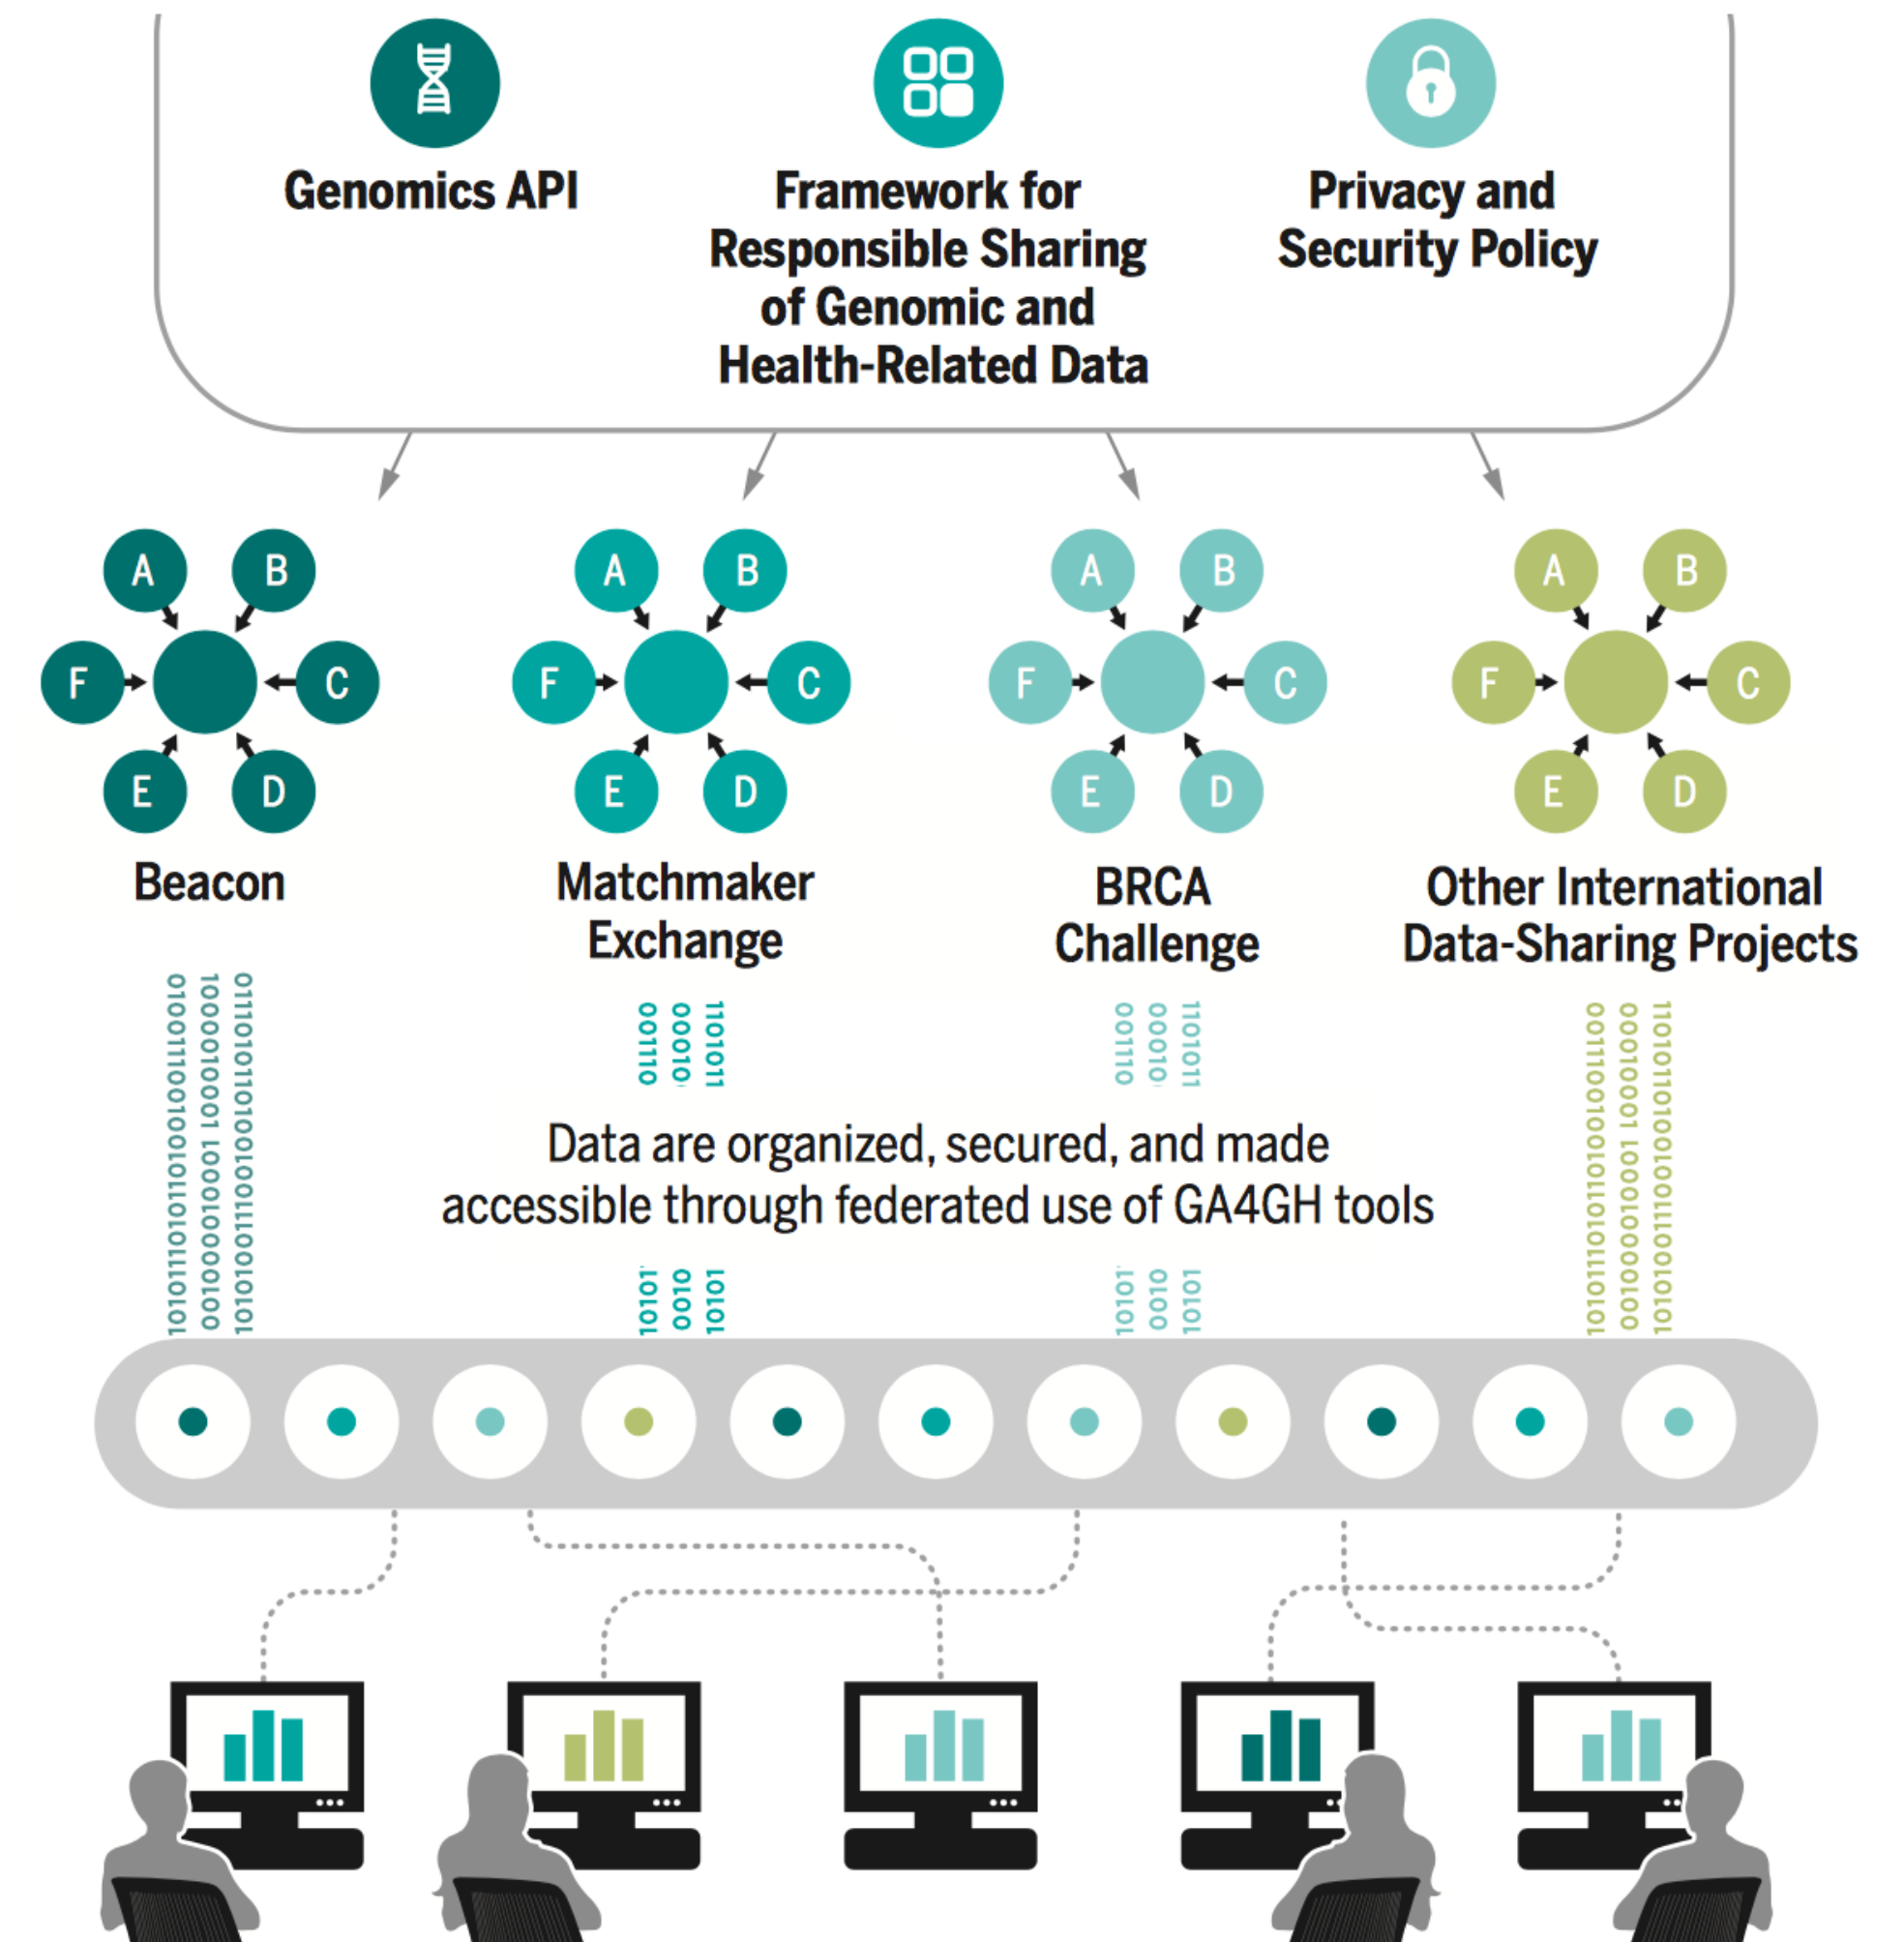 Genomics API
Framework for
Responsible Sharing
of Genomic and
Health-Related Data
Privacy and
Security Policy
A
B
F
C
E
D
Beacon
A
B
F
C
E
D
Matchmaker
Exchange
A
B
F
C
E
D
BRCA
Challenge
A
B
F
C
E
D
Other International
Data-Sharing Projects
Data are organized, secured, and made
accessible through federated use of GA4GH tools